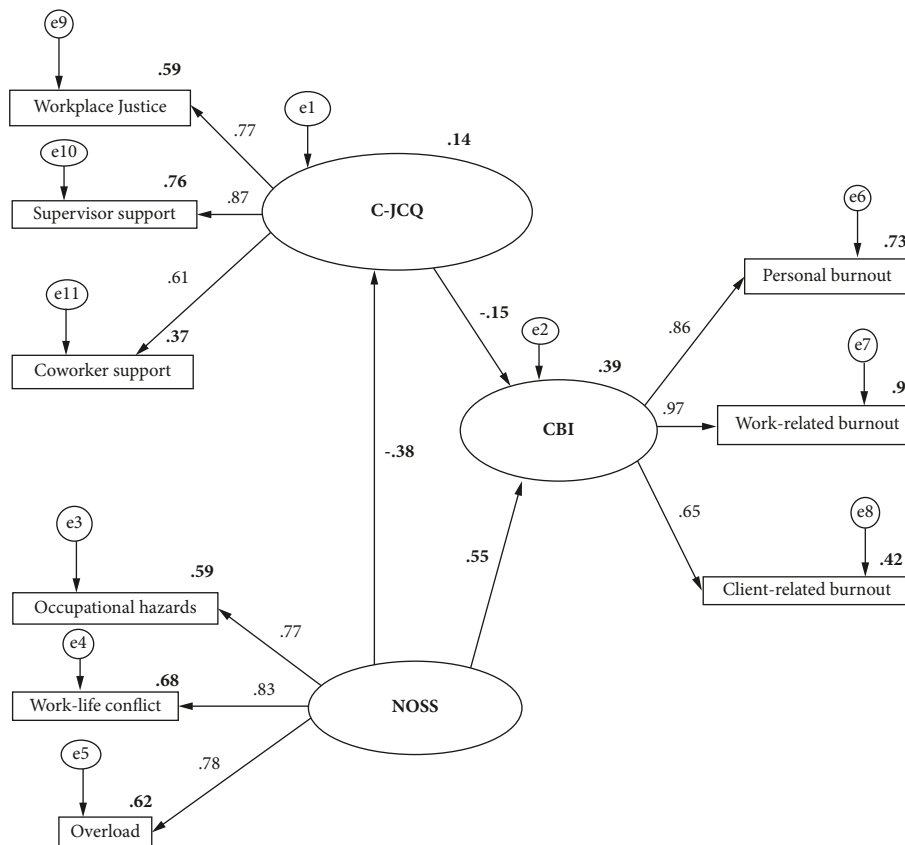 e9
.59
Workplace Justice
.77
e1
.14
e10
.76
.87
Supervisor support
C-JCQ
e6
.73
Personal burnout
e11
.61
.37
Coworker support
-.15
e2
.39
.86
e7
.9
.97
Work-related burnout
CBI
-.38
e3
.59
Occupational hazards
.77
.55
.65
e8
.42
Client-related burnout
e4
.68
.83
Work-life conflict
NOSS
e5
.78
.62
Overload